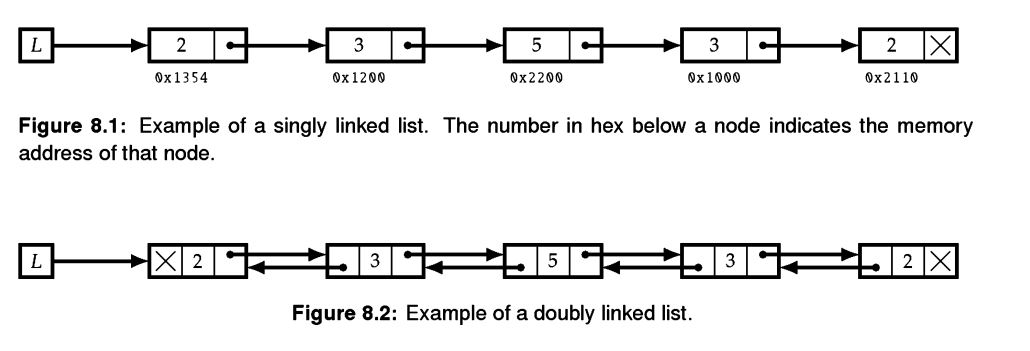 L 2 3 5 3 2
0x1354 0x1200 0x2200 0x1000 0x2110
Figure 8.1: Example of a singly linked list. The number in hex below a node indicates the memory
address of that node.
L 2 3 5 3 2
Figure 8.2: Example of a doubly linked list.